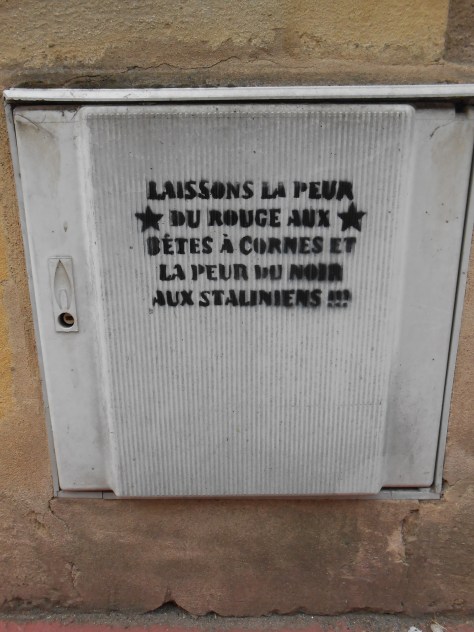 LAISSONS LA PEUR
★ DU ROUGE AUX ★
BÊTES À CORNES ET
LA PEUR DU NOIR
AUX STALINIENS !!!